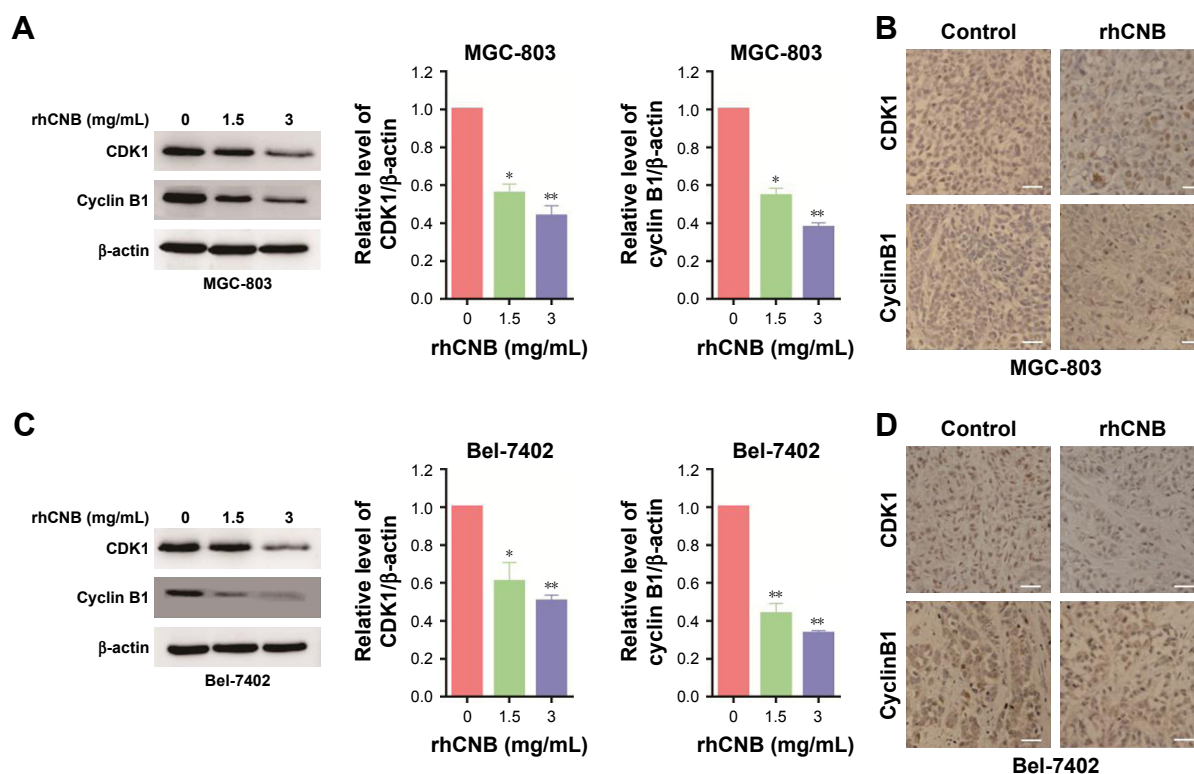 A
rhCNB (mg/mL) 0 1.5 3
CDK1
Cyclin B1
β-actin
MGC-803
MGC-803
Relative level of
CDK1/β-actin
1.2
1.0
0.8
0.6
0.4
0.2
0.0
*
**
0 1.5 3
rhCNB (mg/mL)
MGC-803
Relative level of
cyclin B1/β-actin
1.2
1.0
0.8
0.6
0.4
0.2
0.0
*
**
0 1.5 3
rhCNB (mg/mL)
B
Control rhCNB
CDK1
CyclinB1
MGC-803
C
rhCNB (mg/mL) 0 1.5 3
CDK1
Cyclin B1
β-actin
Bel-7402
Bel-7402
Relative level of
CDK1/β-actin
1.2
1.0
0.8
0.6
0.4
0.2
0.0
*
**
0 1.5 3
rhCNB (mg/mL)
Bel-7402
Relative level of
cyclin B1/β-actin
1.2
1.0
0.8
0.6
0.4
0.2
0.0
**
**
0 1.5 3
rhCNB (mg/mL)
D
Control rhCNB
CDK1
CyclinB1
Bel-7402